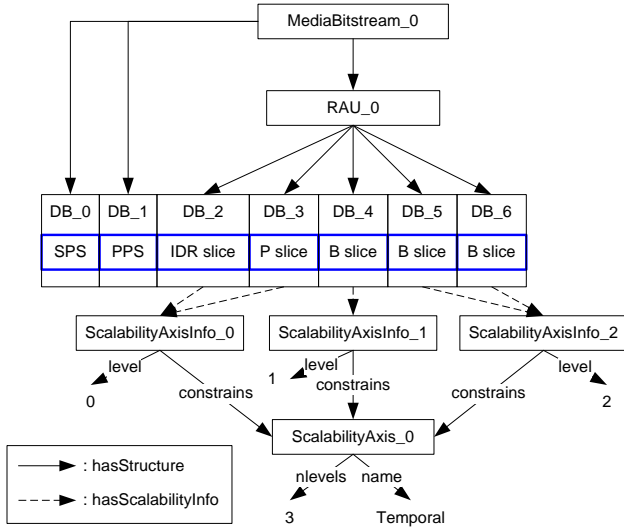 MediaBitstream_0
RAU_0
DB_0 DB_1 DB_2 DB_3 DB_4 DB_5 DB_6
SPS PPS IDR slice P slice B slice B slice B slice
ScalabilityAxisInfo_0 ScalabilityAxisInfo_1 ScalabilityAxisInfo_2
level level level
0 1 2
constrains constrains constrains
ScalabilityAxis_0
nlevels name
3 Temporal
: hasStructure
: hasScalabilityInfo